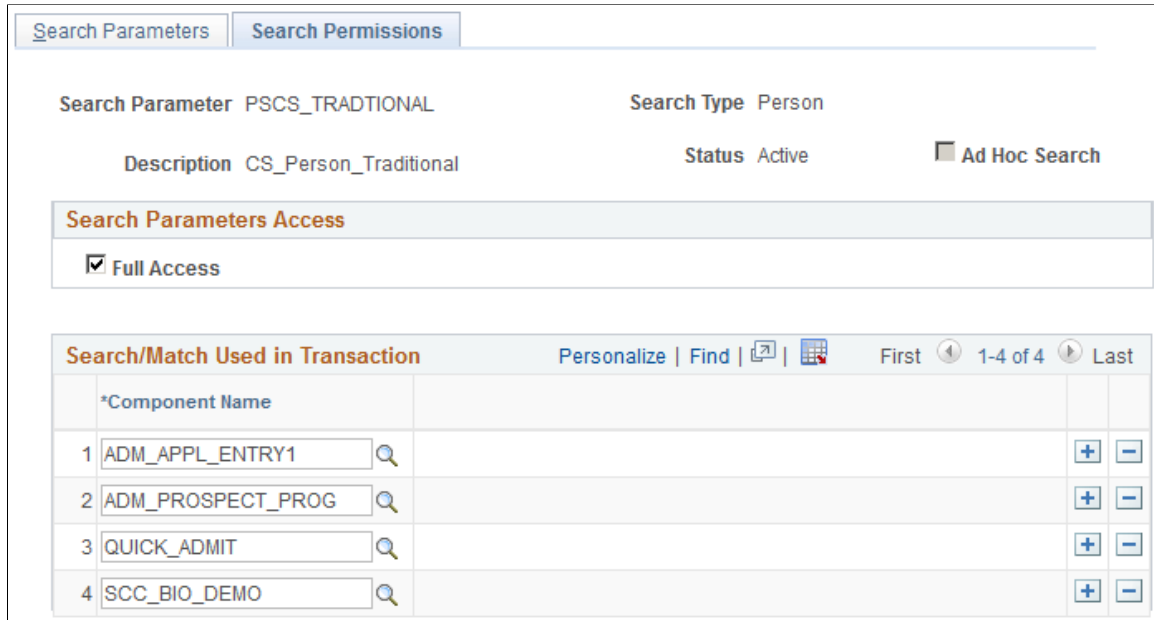 Search Parameters Search Permissions
Search Parameter PSCS_TRADTIONAL Search Type Person
Description CS_Person_Traditional Status Active Ad Hoc Search
Search Parameters Access
Full Access
Search/Match Used in Transaction Personalize | Find | | First 1-4 of 4 Last
*Component Name
1 ADM_APPL_ENTRY1
2 ADM_PROSPECT_PROG
3 QUICK_ADMIT
4 SCC_BIO_DEMO